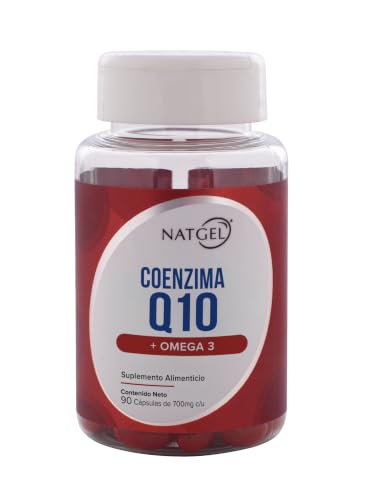 NATGEL
COENZIMA
Q10
+ OMEGA 3
Suplemento Alimenticio
Contenido Neto
90 Cápsulas de 700mg c/u